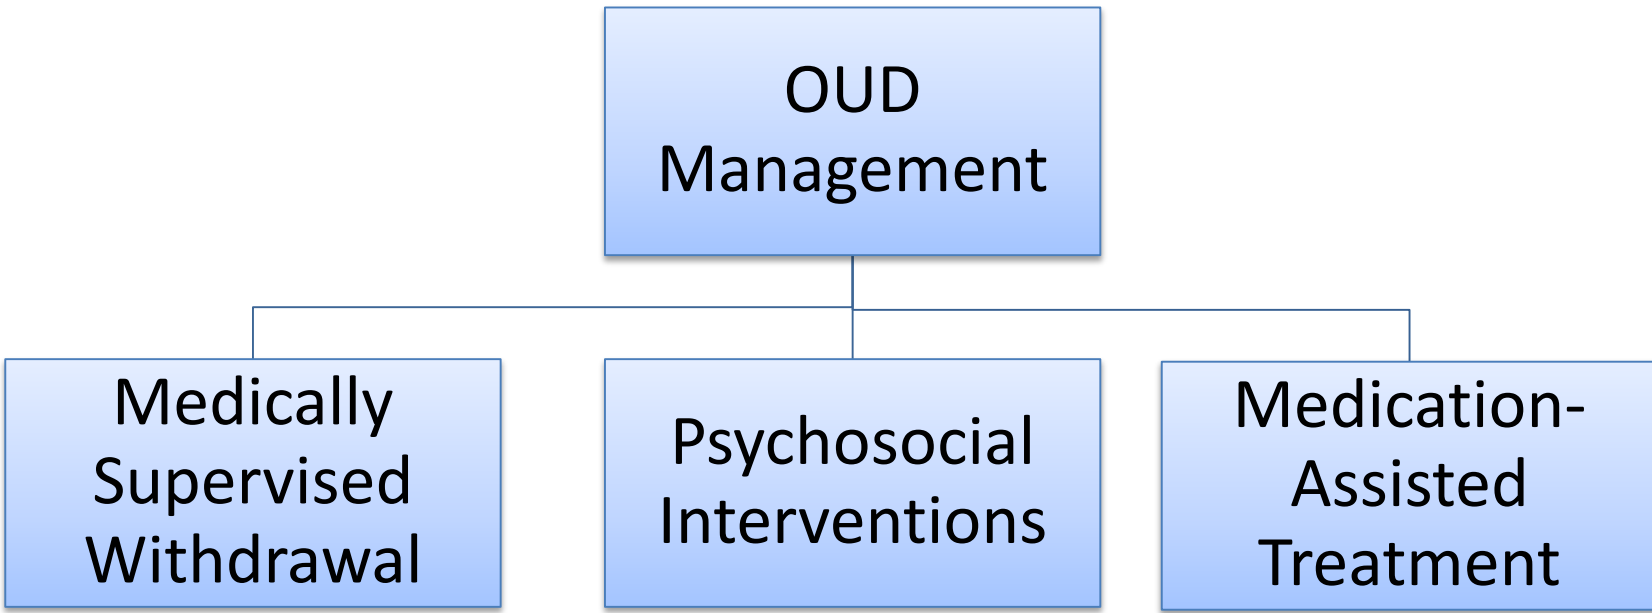 OUD
Management
Medically
Supervised
Withdrawal
Psychosocial
Interventions
Medication-
Assisted
Treatment